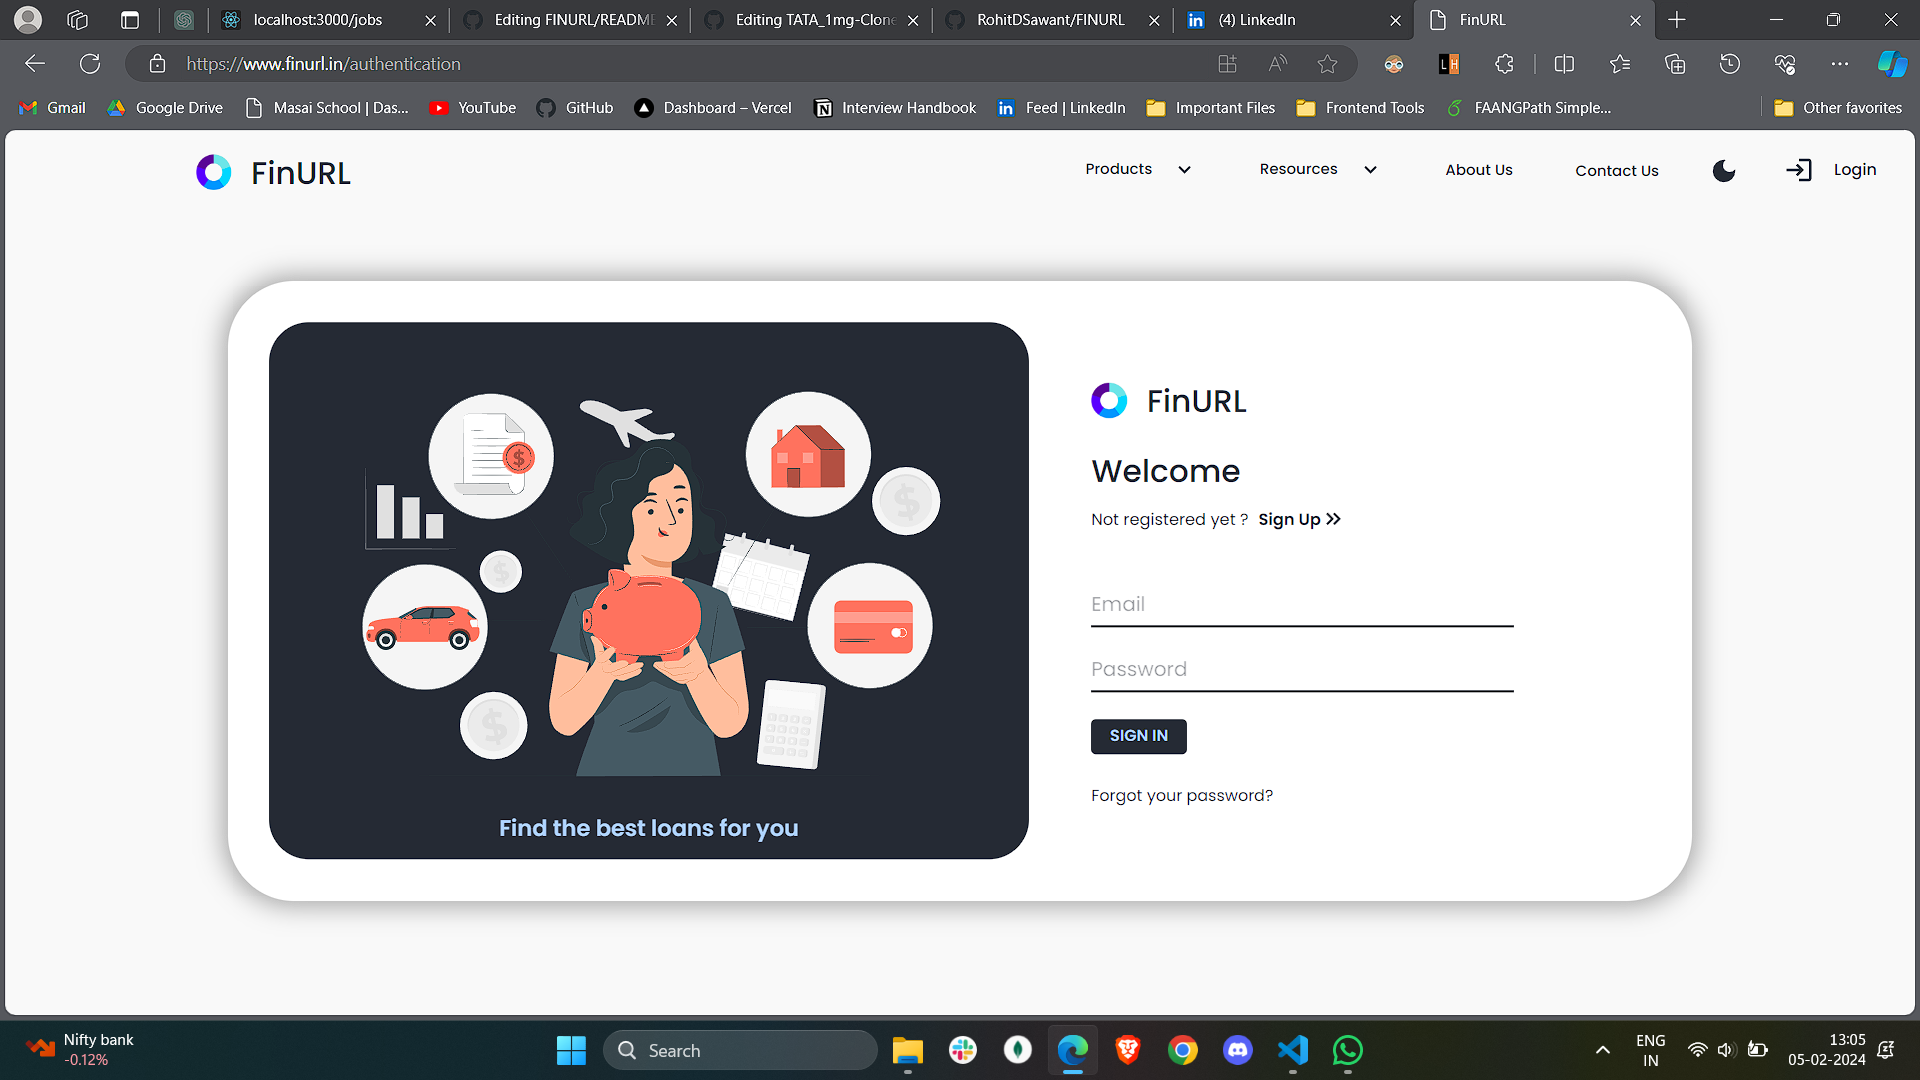 localhost:3000/jobs
Editing FINURL/README
Editing TATA_1mg-Clone
RohitDSawant/FINURL
(4) LinkedIn
FinURL
https://www.finurl.in/authentication
Gmail
Google Drive
Masai School | Das...
YouTube
GitHub
Dashboard – Vercel
Interview Handbook
Feed | LinkedIn
Important Files
Frontend Tools
FAANGPath Simple...
Other favorites
FinURL
Products
Resources
About Us
Contact Us
Login
FinURL
Welcome
Not registered yet ? Sign Up
Email
Password
SIGN IN
Forgot your password?
Find the best loans for you
Nifty bank
-0.12%
Search
ENG
IN
13:05
05-02-2024